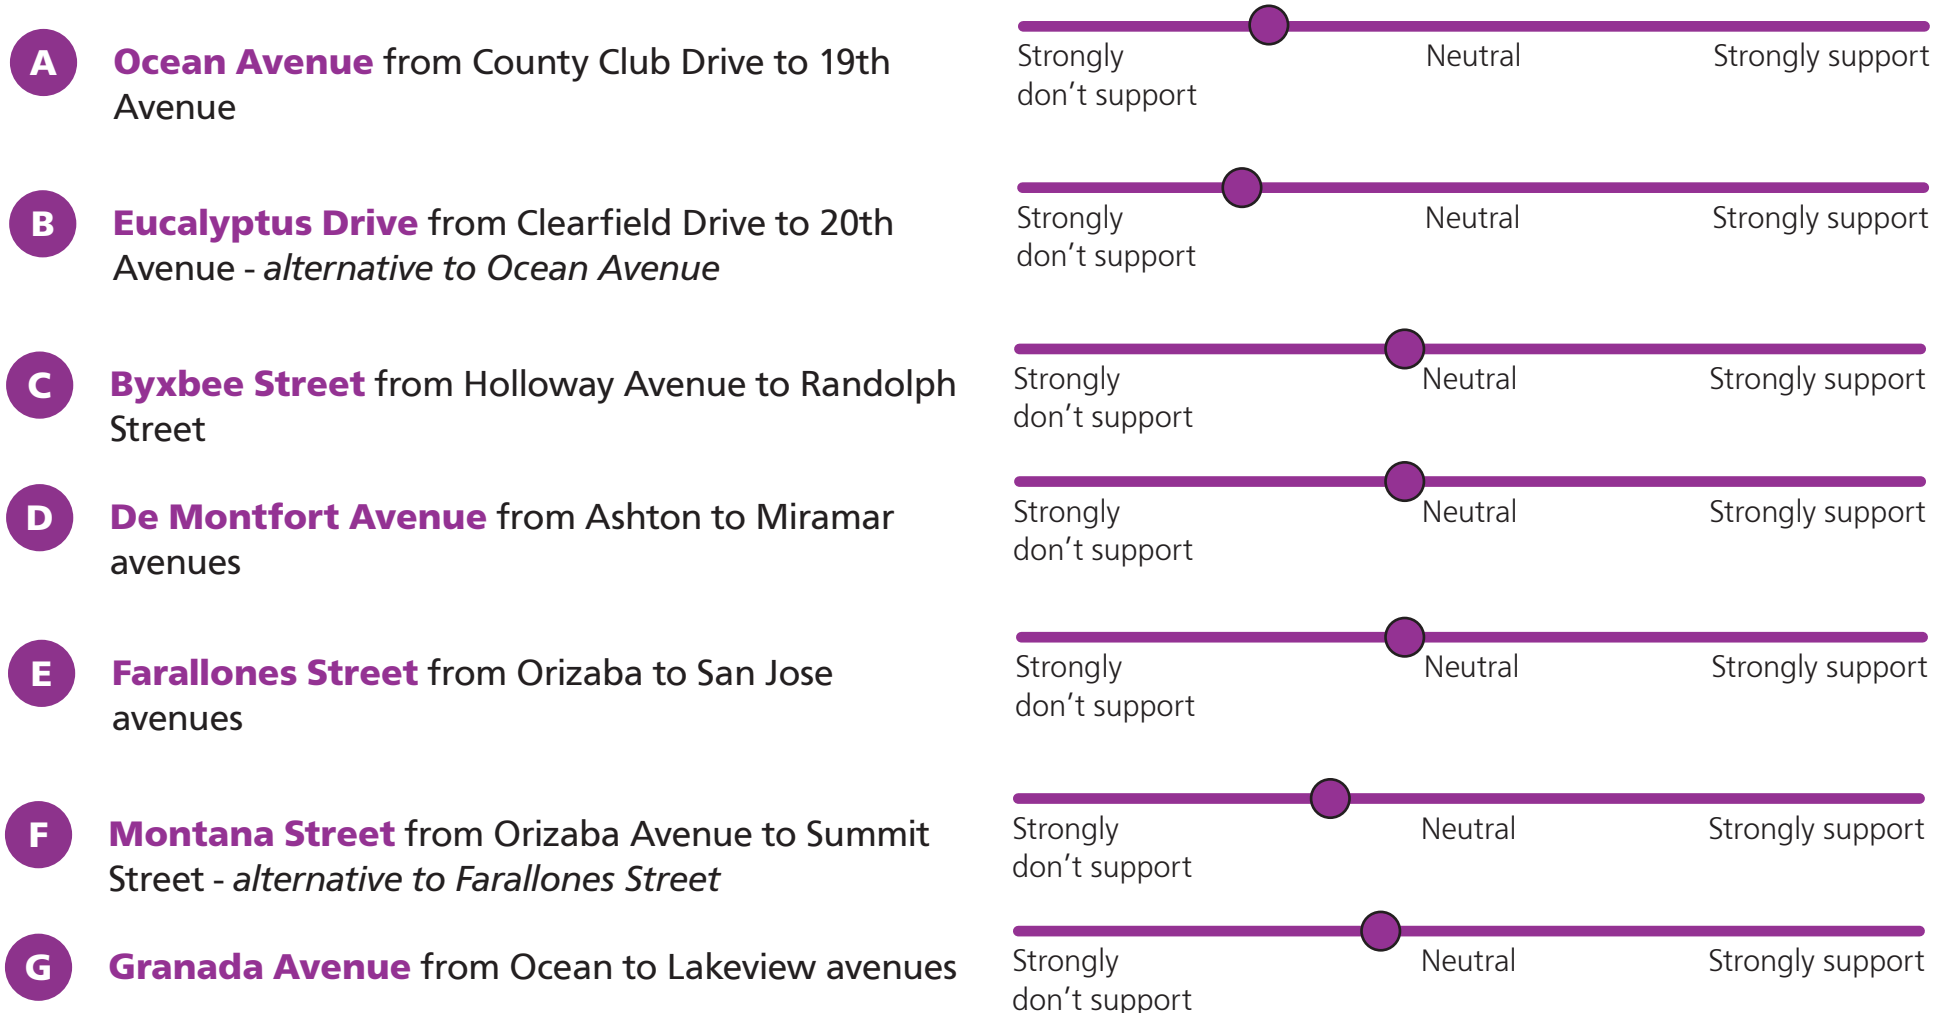 A
Ocean Avenue from County Club Drive to 19th
Avenue
Strongly
don't support
Neutral
Strongly support
B
Eucalyptus Drive from Clearfield Drive to 20th
Avenue - alternative to Ocean Avenue
Strongly
don't support
Neutral
Strongly support
C
Byxbee Street from Holloway Avenue to Randolph
Street
Strongly
don't support
Neutral
Strongly support
D
De Montfort Avenue from Ashton to Miramar
avenues
Strongly
don't support
Neutral
Strongly support
E
Farallones Street from Orizaba to San Jose
avenues
Strongly
don't support
Neutral
Strongly support
F
Montana Street from Orizaba Avenue to Summit
Street - alternative to Farallones Street
Strongly
don't support
Neutral
Strongly support
G
Granada Avenue from Ocean to Lakeview avenues
Strongly
don't support
Neutral
Strongly support